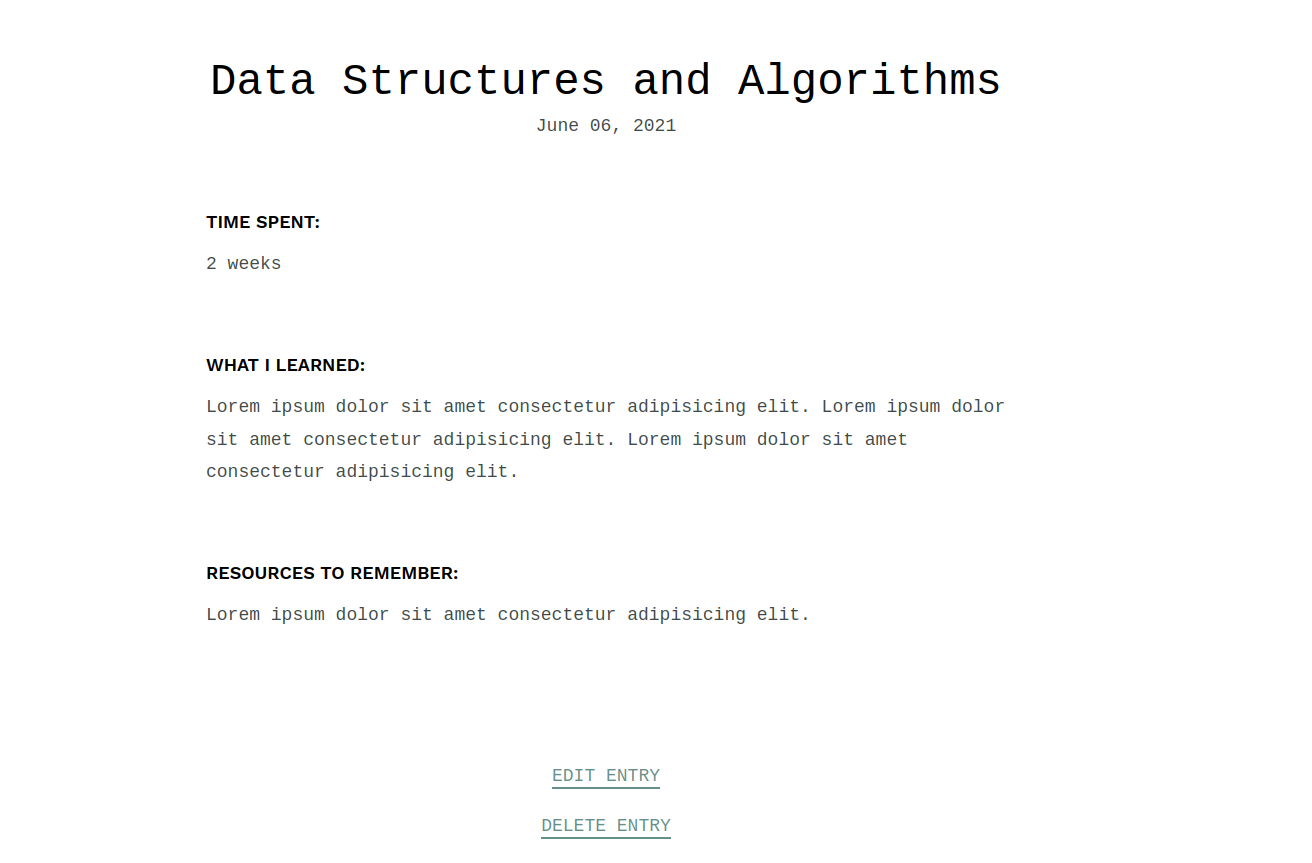 Data Structures and Algorithms
June 06, 2021
TIME SPENT:
2 weeks
WHAT I LEARNED:
Lorem ipsum dolor sit amet consectetur adipisicing elit. Lorem ipsum dolor
sit amet consectetur adipisicing elit. Lorem ipsum dolor sit amet
consectetur adipisicing elit.
RESOURCES TO REMEMBER:
Lorem ipsum dolor sit amet consectetur adipisicing elit.
EDIT ENTRY
DELETE ENTRY